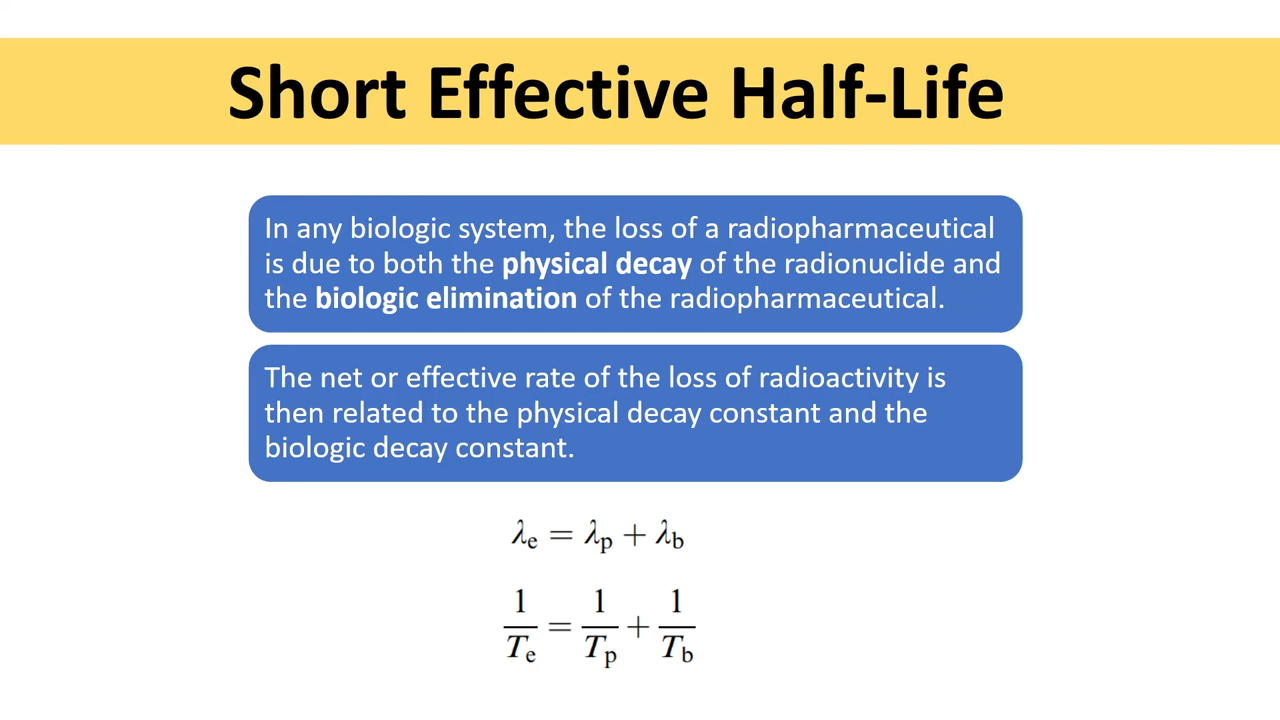 Short Effective Half-Life
In any biologic system, the loss of a radiopharmaceutical
is due to both the physical decay of the radionuclide and
the biologic elimination of the radiopharmaceutical.
The net or effective rate of the loss of radioactivity is
then related to the physical decay constant and the
biologic decay constant.
λe = λp + λb
1/Te = 1/Tp + 1/Tb